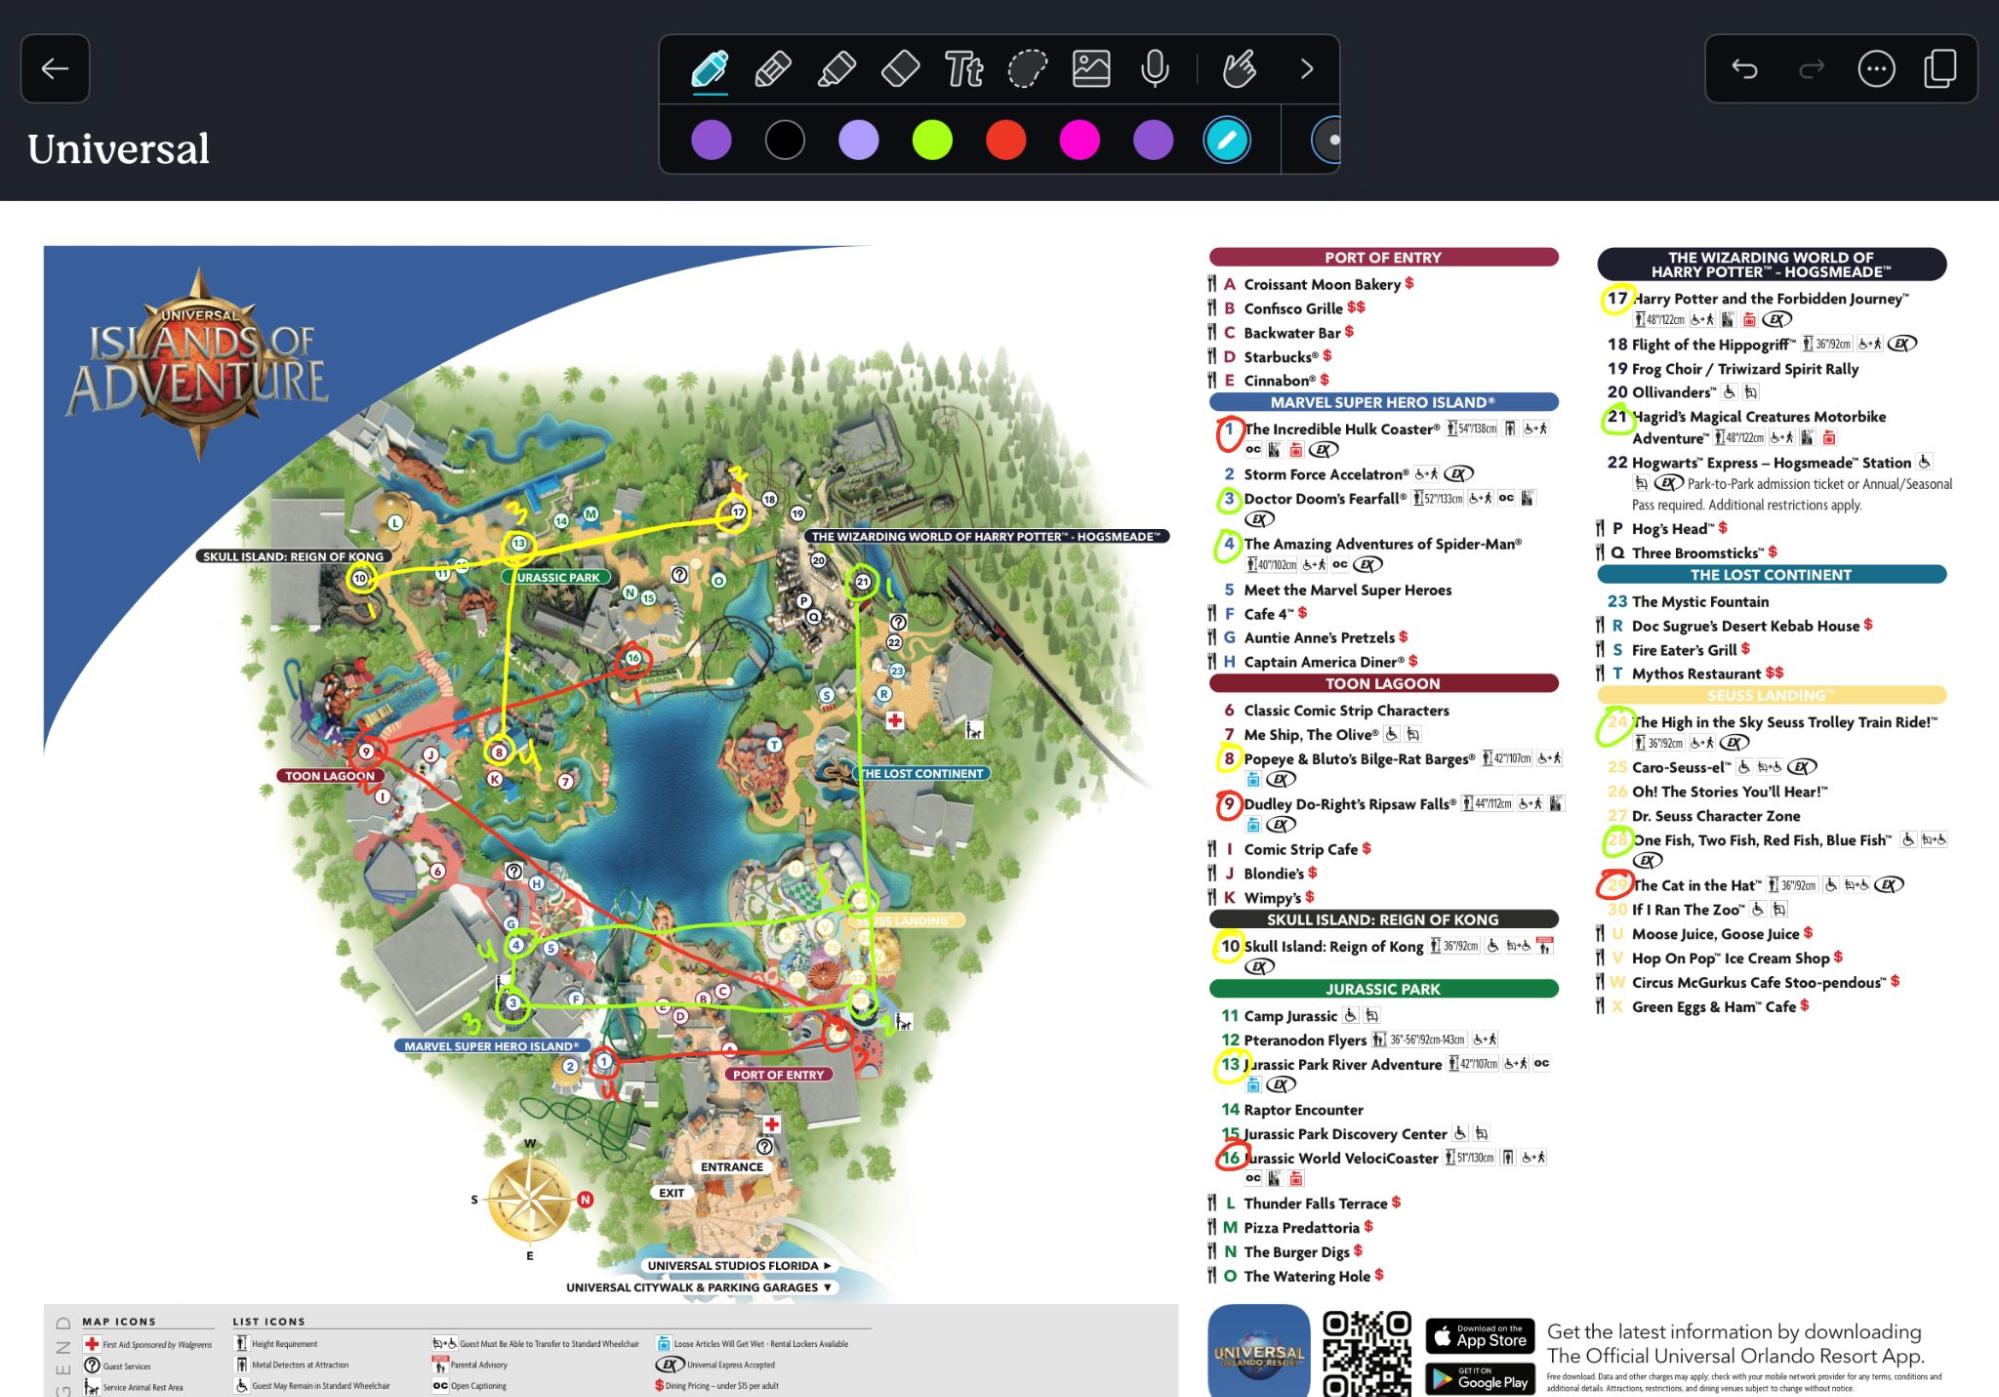 Tt
Universal
UNIVERSAL
ISLANDS OF
ADVENTURE
SKULL ISLAND: REIGN OF KONG
JURASSIC PARK
THE WIZARDING WORLD OF HARRY POTTER™ - HOGSMEADE™
TOON LAGOON
THE LOST CONTINENT
SEUSS LANDING™
MARVEL SUPER HERO ISLAND®
PORT OF ENTRY
ENTRANCE
EXIT
W
S N
E
UNIVERSAL STUDIOS FLORIDA ►
UNIVERSAL CITYWALK & PARKING GARAGES ▼
PORT OF ENTRY
A Croissant Moon Bakery $
B Confisco Grille $$
C Backwater Bar $
D Starbucks® $
E Cinnabon® $
MARVEL SUPER HERO ISLAND®
1 The Incredible Hulk Coaster® 54"/138cm
OC EX
2 Storm Force Accelatron® EX
3 Doctor Doom's Fearfall® 52"/133cm OC
EX
4 The Amazing Adventures of Spider-Man®
40"/102cm OC EX
5 Meet the Marvel Super Heroes
F Cafe 4™ $
G Auntie Anne's Pretzels $
H Captain America Diner® $
TOON LAGOON
6 Classic Comic Strip Characters
7 Me Ship, The Olive®
8 Popeye & Bluto's Bilge-Rat Barges® 42"/107cm
EX
9 Dudley Do-Right's Ripsaw Falls® 44"/112cm
EX
I Comic Strip Cafe $
J Blondie's $
K Wimpy's $
SKULL ISLAND: REIGN OF KONG
10 Skull Island: Reign of Kong 36"/92cm
EX
JURASSIC PARK
11 Camp Jurassic
12 Pteranodon Flyers 36"-56"/92cm-143cm
13 Jurassic Park River Adventure 42"/107cm OC
EX
14 Raptor Encounter
15 Jurassic Park Discovery Center
16 Jurassic World VelociCoaster 51"/130cm
OC
L Thunder Falls Terrace $
M Pizza Predattoria $
N The Burger Digs $
O The Watering Hole $
THE WIZARDING WORLD OF
HARRY POTTER™ - HOGSMEADE™
17 Harry Potter and the Forbidden Journey™
48"/122cm EX
18 Flight of the Hippogriff™ 36"/92cm EX
19 Frog Choir / Triwizard Spirit Rally
20 Ollivanders™
21 Hagrid's Magical Creatures Motorbike
Adventure™ 48"/122cm
22 Hogwarts™ Express – Hogsmeade™ Station
EX Park-to-Park admission ticket or Annual/Seasonal
Pass required. Additional restrictions apply.
P Hog's Head™ $
Q Three Broomsticks™ $
THE LOST CONTINENT
23 The Mystic Fountain
R Doc Sugrue's Desert Kebab House $
S Fire Eater's Grill $
T Mythos Restaurant $$
SEUSS LANDING™
24 The High in the Sky Seuss Trolley Train Ride!™
36"/92cm EX
25 Caro-Seuss-el™ EX
26 Oh! The Stories You'll Hear!™
27 Dr. Seuss Character Zone
28 One Fish, Two Fish, Red Fish, Blue Fish™
EX
29 The Cat in the Hat™ 36"/92cm EX
30 If I Ran The Zoo™
U Moose Juice, Goose Juice $
V Hop On Pop™ Ice Cream Shop $
W Circus McGurkus Cafe Stoo-pendous™ $
X Green Eggs & Ham™ Cafe $
MAP ICONS
First Aid Sponsored by Walgreens
Guest Services
Service Animal Rest Area
LIST ICONS
Height Requirement
Metal Detectors at Attraction
Guest May Remain in Standard Wheelchair
Guest Must Be Able to Transfer to Standard Wheelchair
Parental Advisory
OC Open Captioning
Loose Articles Will Get Wet - Rental Lockers Available
EX Universal Express Accepted
$ Dining Pricing – under $15 per adult
UNIVERSAL
ORLANDO RESORT
Download on the
App Store
GET IT ON
Google Play
Get the latest information by downloading
The Official Universal Orlando Resort App.
Free download. Data and other charges may apply; check with your mobile network provider for any terms, conditions and
additional details. Attractions, restrictions, and dining venues subject to change without notice.